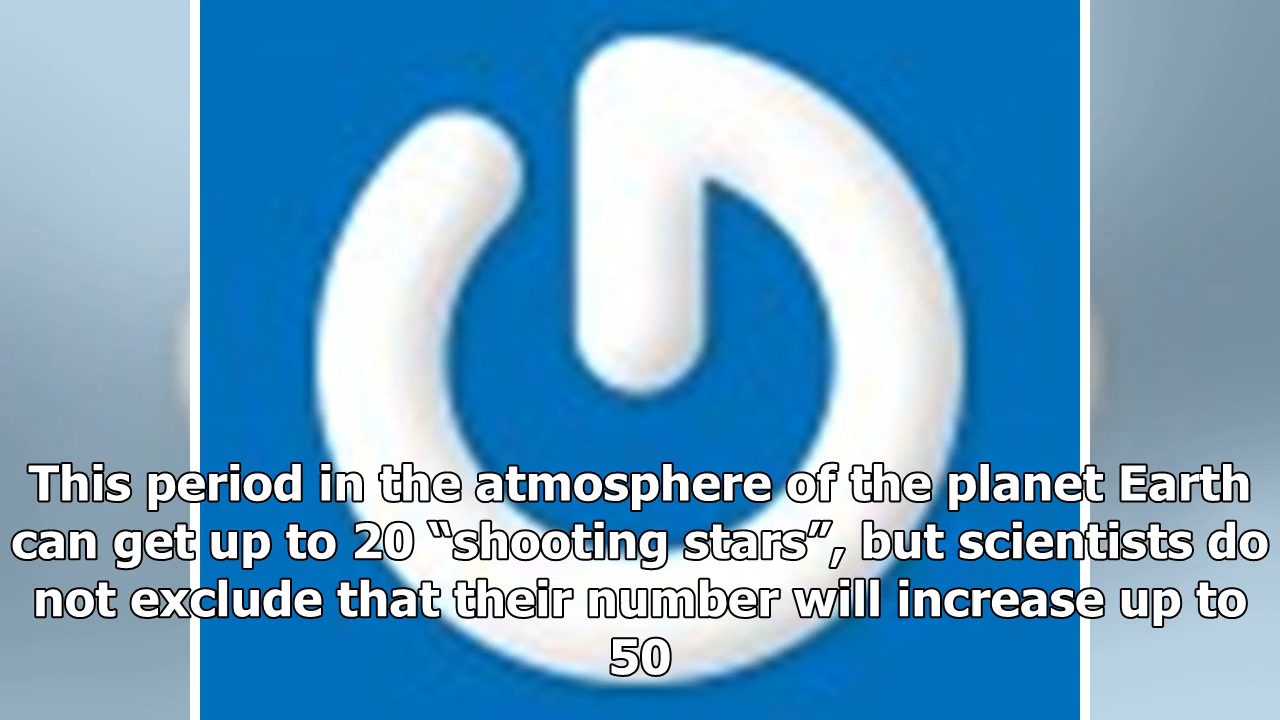 This period in the atmosphere of the planet Earth
can get up to 20 “shooting stars”, but scientists do
not exclude that their number will increase up to
50